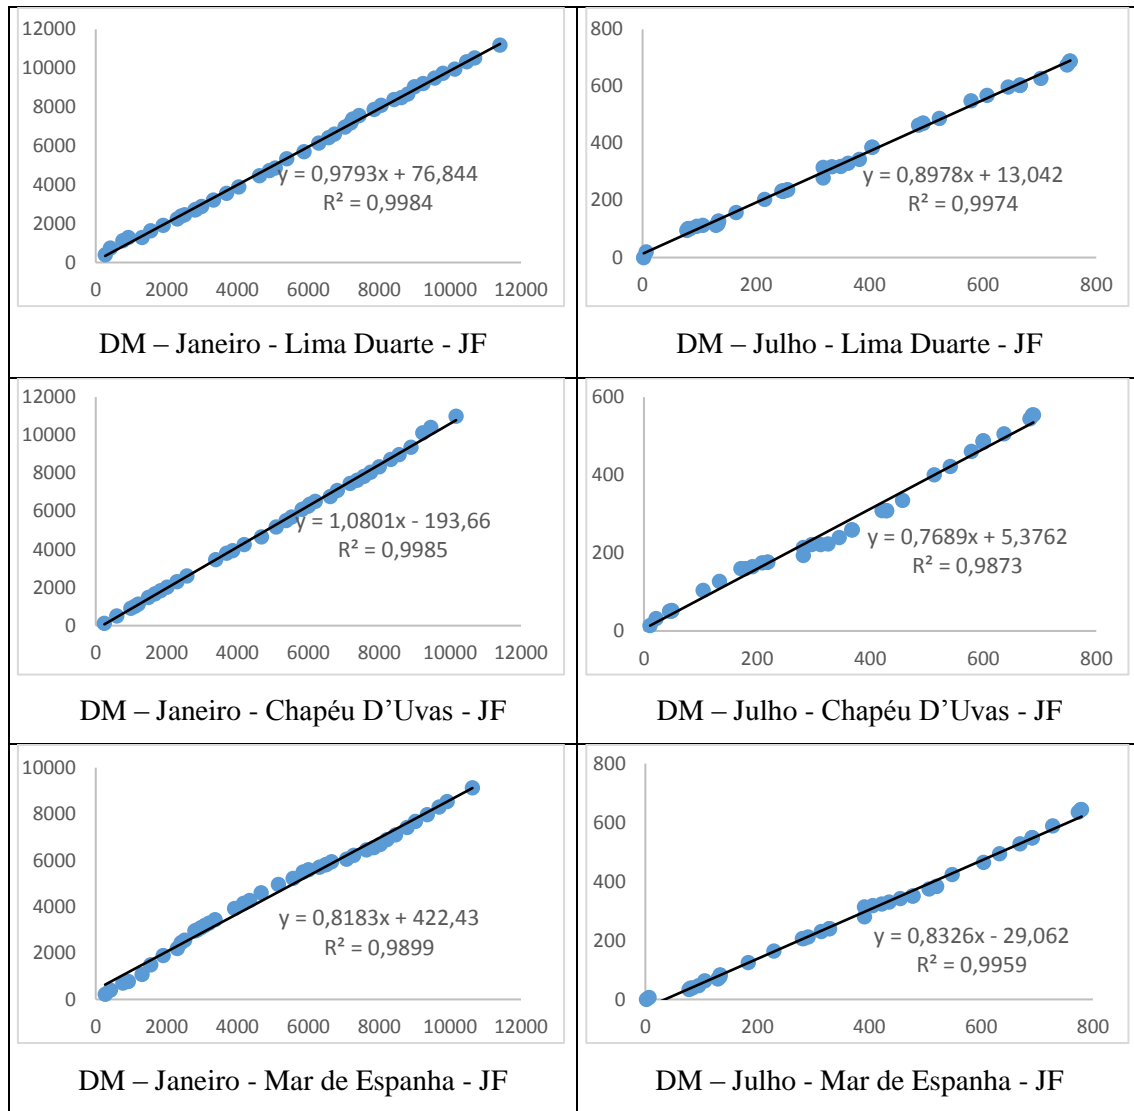 12000
10000
8000
6000
4000
2000
0
0 2000 4000 6000 8000 10000 12000
y = 0,9793x + 76,844
R² = 0,9984
DM – Janeiro - Lima Duarte - JF
800
600
400
200
0
0 200 400 600 800
y = 0,8978x + 13,042
R² = 0,9974
DM – Julho - Lima Duarte - JF
12000
10000
8000
6000
4000
2000
0
0 2000 4000 6000 8000 10000 12000
y = 1,0801x - 193,66
R² = 0,9985
DM – Janeiro - Chapéu D’Uvas - JF
600
400
200
0
0 200 400 600 800
y = 0,7689x + 5,3762
R² = 0,9873
DM – Julho - Chapéu D’Uvas - JF
10000
8000
6000
4000
2000
0
0 2000 4000 6000 8000 10000 12000
y = 0,8183x + 422,43
R² = 0,9899
DM – Janeiro - Mar de Espanha - JF
800
600
400
200
0
0 200 400 600 800
y = 0,8326x - 29,062
R² = 0,9959
DM – Julho - Mar de Espanha - JF